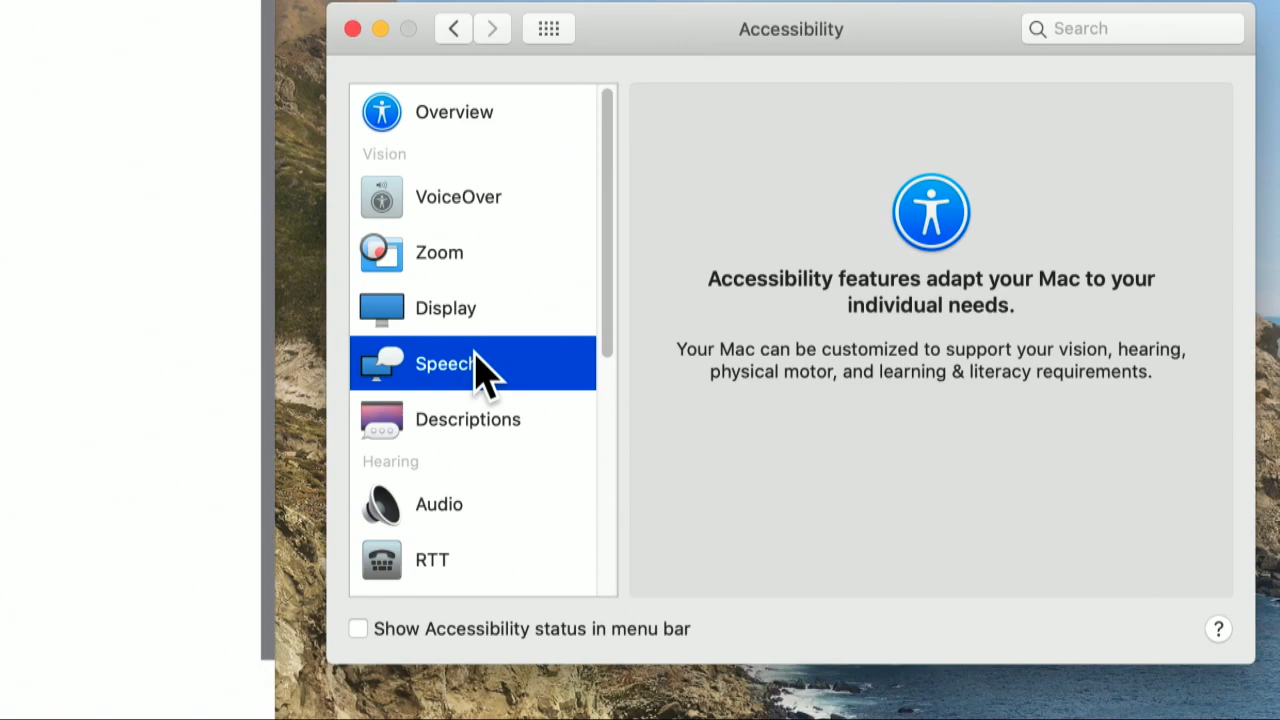 Accessibility
Search
Overview
Vision
VoiceOver
Zoom
Display
Speech
Descriptions
Hearing
Audio
RTT
Accessibility features adapt your Mac to your
individual needs.
Your Mac can be customized to support your vision, hearing,
physical motor, and learning & literacy requirements.
Show Accessibility status in menu bar
?